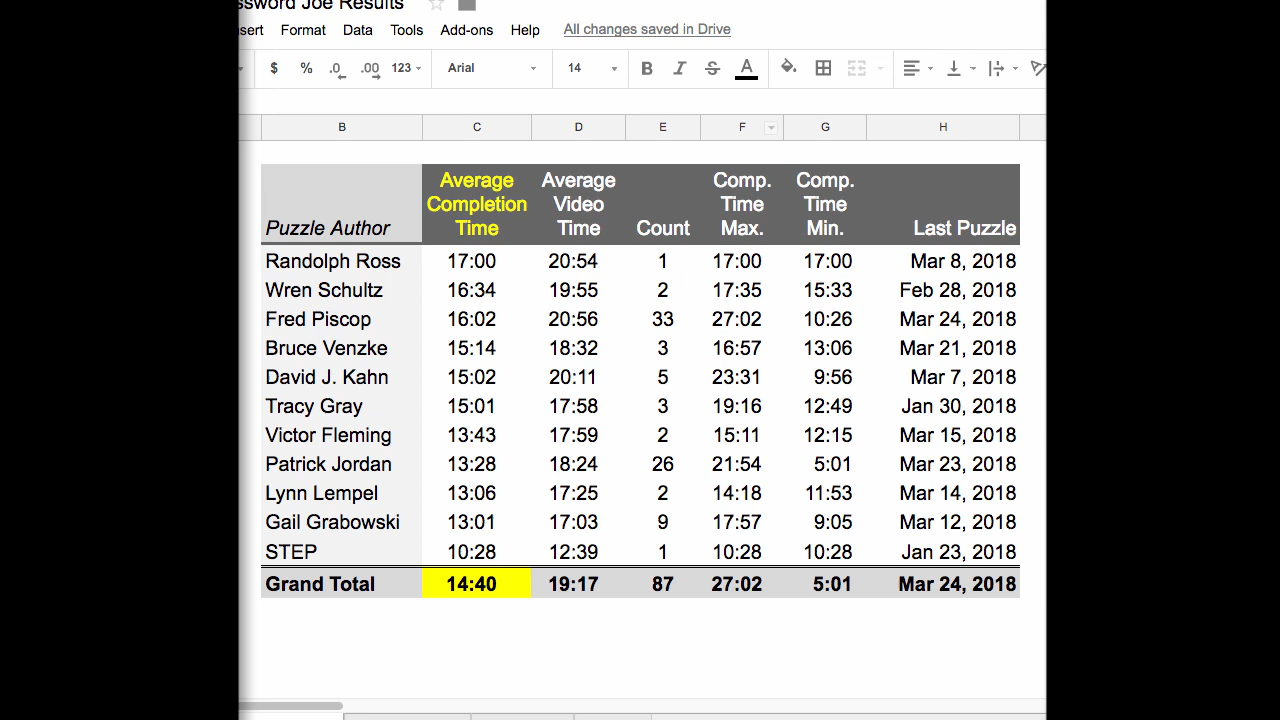 ssword Joe Results
sert Format Data Tools Add-ons Help All changes saved in Drive
$ % .0 .00 123 Arial 14 B I S A
B C D E F G H
Puzzle Author Average Completion Time Average Video Time Count Comp. Time Max. Comp. Time Min. Last Puzzle
Randolph Ross 17:00 20:54 1 17:00 17:00 Mar 8, 2018
Wren Schultz 16:34 19:55 2 17:35 15:33 Feb 28, 2018
Fred Piscop 16:02 20:56 33 27:02 10:26 Mar 24, 2018
Bruce Venzke 15:14 18:32 3 16:57 13:06 Mar 21, 2018
David J. Kahn 15:02 20:11 5 23:31 9:56 Mar 7, 2018
Tracy Gray 15:01 17:58 3 19:16 12:49 Jan 30, 2018
Victor Fleming 13:43 17:59 2 15:11 12:15 Mar 15, 2018
Patrick Jordan 13:28 18:24 26 21:54 5:01 Mar 23, 2018
Lynn Lempel 13:06 17:25 2 14:18 11:53 Mar 14, 2018
Gail Grabowski 13:01 17:03 9 17:57 9:05 Mar 12, 2018
STEP 10:28 12:39 1 10:28 10:28 Jan 23, 2018
Grand Total 14:40 19:17 87 27:02 5:01 Mar 24, 2018